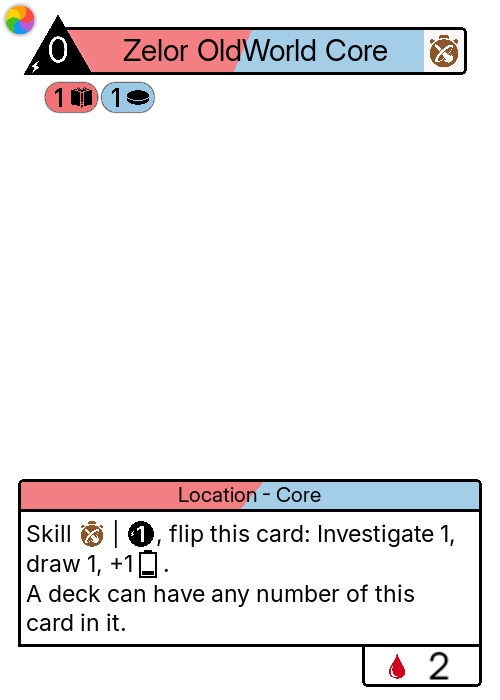 0
Zelor OldWorld Core
1 1
Location - Core
Skill | 1, flip this card: Investigate 1,
draw 1, +1 .
A deck can have any number of this
card in it.
2